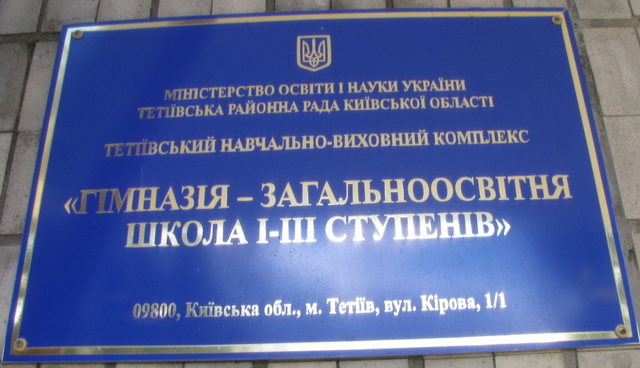 МІНІСТЕРСТВО ОСВІТИ І НАУКИ УКРАЇНИ
ТЕТІЇВСЬКА РАЙОННА РАДА КИЇВСЬКОЇ ОБЛАСТІ
ТЕТІЇВСЬКИЙ НАВЧАЛЬНО-ВИХОВНИЙ КОМПЛЕКС
«ГІМНАЗІЯ – ЗАГАЛЬНООСВІТНЯ
ШКОЛА І-ІІІ СТУПЕНІВ»
09800, Київська обл., м. Тетіїв, вул. Кірова, 1/1